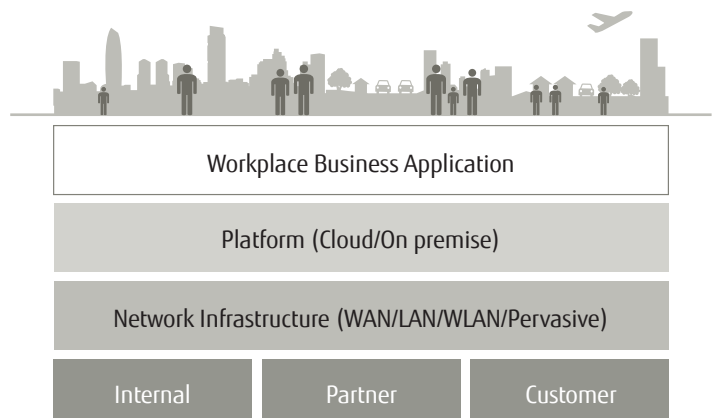 Workplace Business Application
Platform (Cloud/On premise)
Network Infrastructure (WAN/LAN/WLAN/Pervasive)
Internal
Partner
Customer